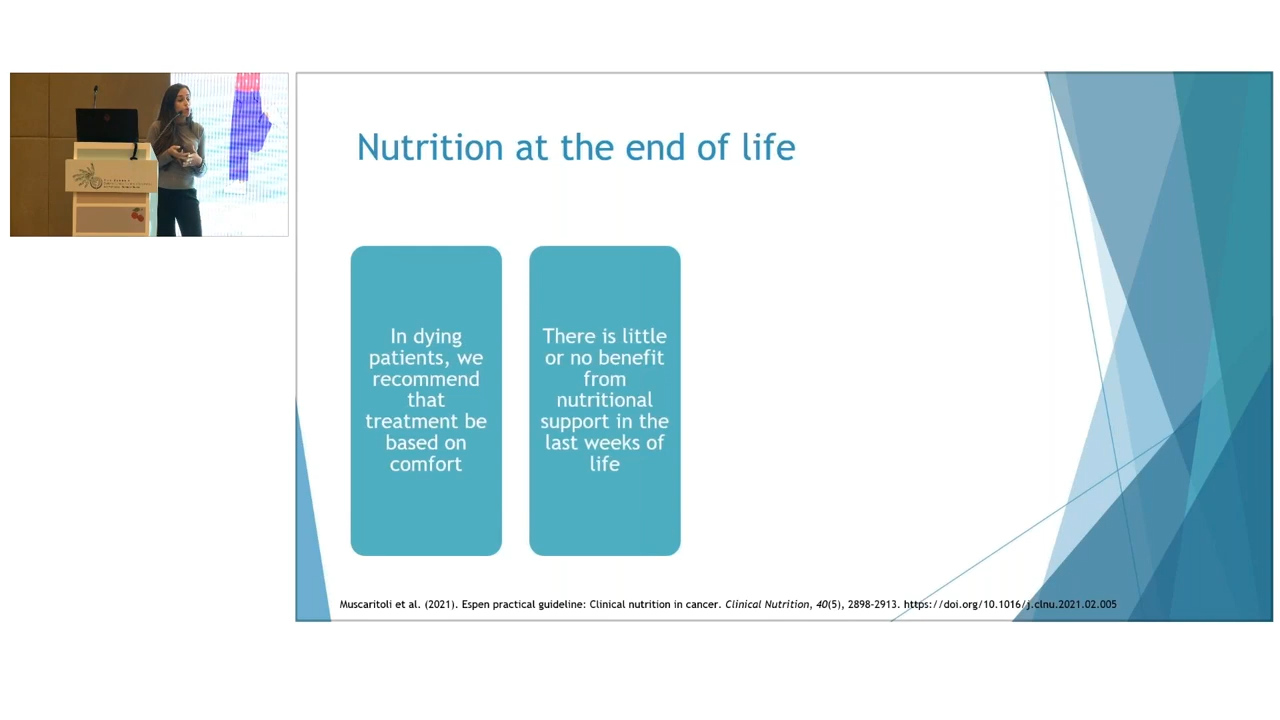 Nutrition at the end of life
In dying
patients, we
recommend
that
treatment be
based on
comfort
There is little
or no benefit
from
nutritional
support in the
last weeks of
life
Muscaritoli et al. (2021). Espen practical guideline: Clinical nutrition in cancer. Clinical Nutrition, 40(5), 2898-2913. https://doi.org/10.1016/j.clnu.2021.02.005